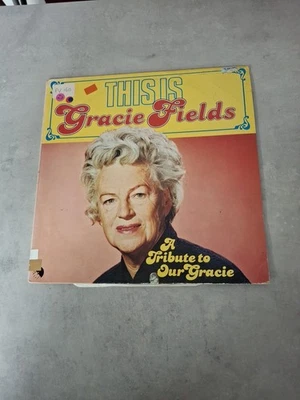 THIS IS
Gracie Fields
A
Tribute to
Our Gracie